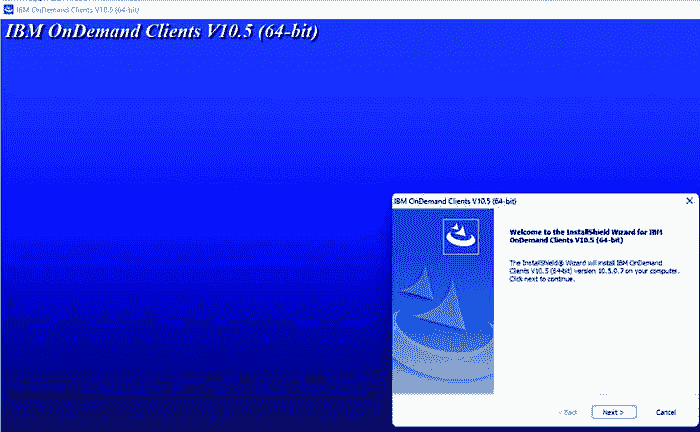 IBM OnDemand Clients V10.5 (64-bit)
IBM OnDemand Clients V10.5 (64-bit)
IBM OnDemand Clients V10.5 (64-bit)
Welcome to the InstallShield Wizard for IBM
OnDemand Clients V10.5 (64-bit)
The InstallShield® Wizard will install IBM OnDemand
Clients V10.5 (64-bit) version 10.5.0.7 on your computer.
Click next to continue.
< Back
Next >
Cancel